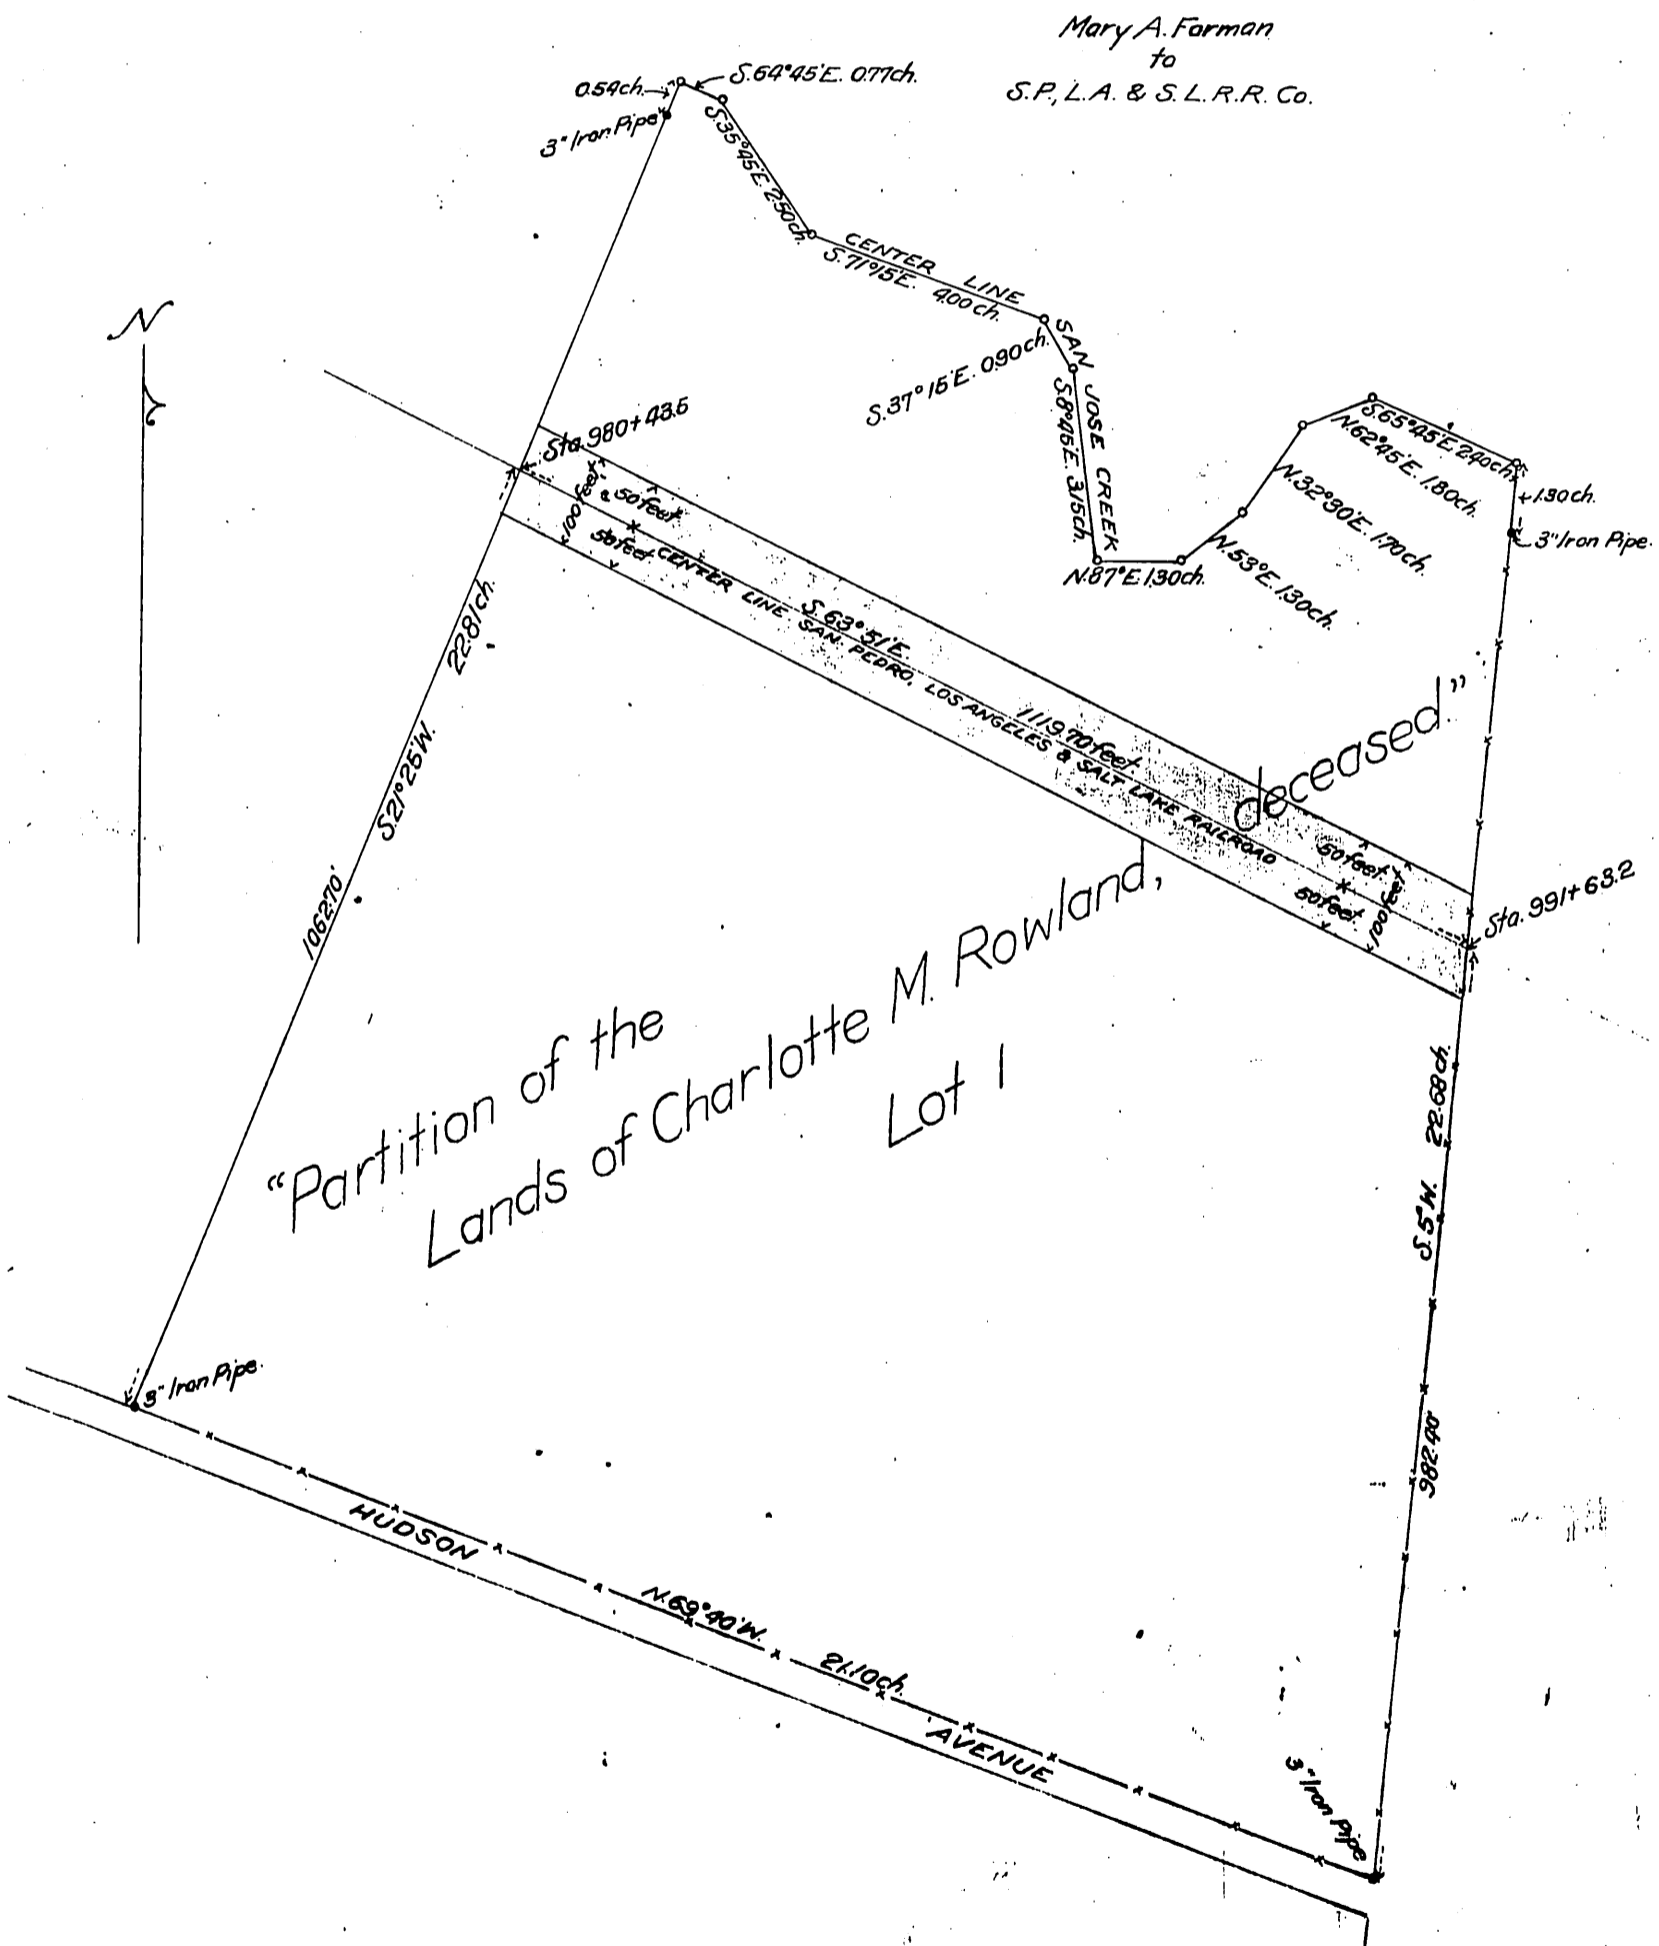 Mary A. Forman
to
S.P., L.A. & S.L.R.R. Co.
0.54ch.
S.64°45'E. 0.77ch.
3" Iron Pipe
S.35°45'E. 2.50ch.
CENTER LINE
S.71°15'E. 4.00ch.
SAN JOSE CREEK
S.37°15'E. 0.90ch.
S.8°45'E. 3.15ch.
N.87°E. 1.30ch.
N.53°E. 1.30ch.
N.32°30'E. 1.70ch.
N.62°45'E. 1.80ch.
S.65°45'E. 2.40ch.
1.30ch.
3" Iron Pipe.
N
Sta. 980+43.5
50 feet
100 feet
50 feet
CENTER LINE SAN PEDRO, LOS ANGELES & SALT LAKE RAILROAD
S.63°51'E.
1119.70 feet.
50 feet
50 feet
100 feet
Sta. 991+63.2
22.81ch.
S.21°25'W.
1062.70'
"Partition of the
Lands of Charlotte M. Rowland,
deceased."
Lot 1
22.68ch.
S.5°W.
982.40'
3" Iron Pipe.
HUDSON AVENUE
N.69°40'W. 21.10ch.
3" Iron Pipe